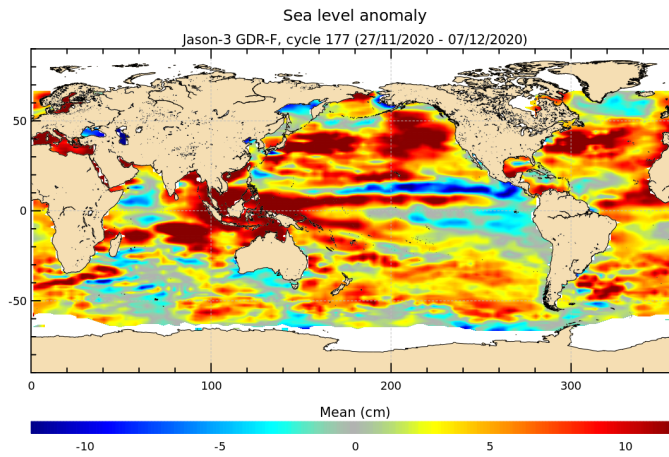 Sea level anomaly
Jason-3 GDR-F, cycle 177 (27/11/2020 - 07/12/2020)
50
0
-50
0 100 200 300
Mean (cm)
-10 -5 0 5 10